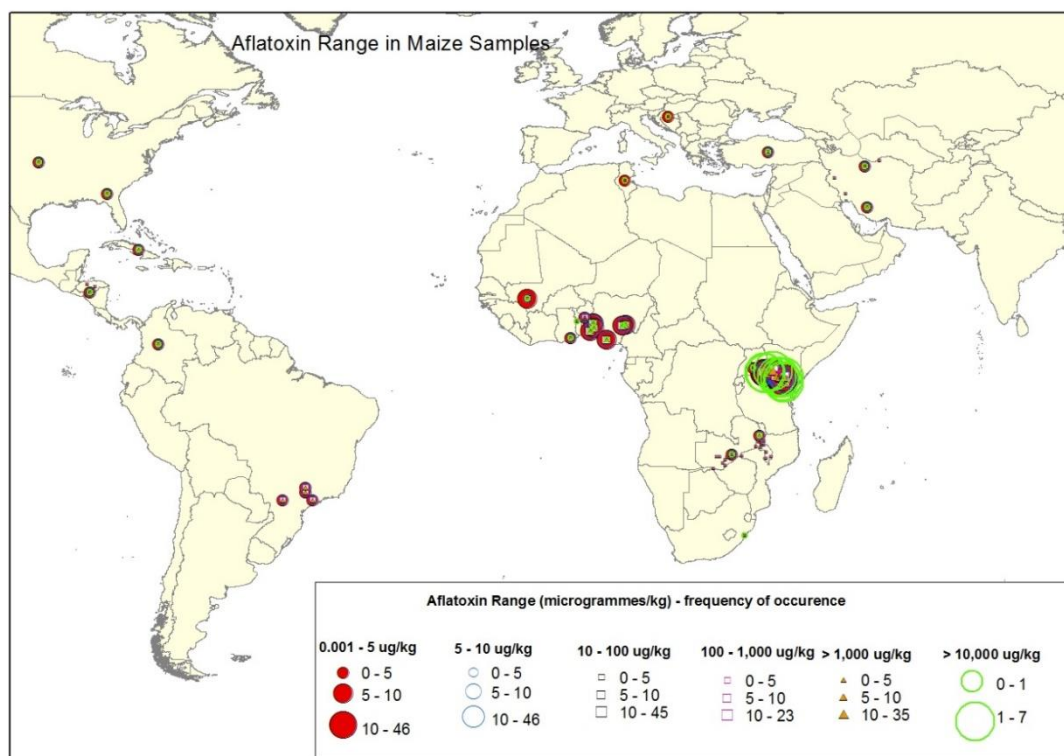 Aflatoxin Range in Maize Samples
Aflatoxin Range (microgrammes/kg) - frequency of occurence
0.001 - 5 ug/kg
0 - 5
5 - 10
10 - 46
5 - 10 ug/kg
0 - 5
5 - 10
10 - 46
10 - 100 ug/kg
0 - 5
5 - 10
10 - 45
100 - 1,000 ug/kg
0 - 5
5 - 10
10 - 23
> 1,000 ug/kg
0 - 5
5 - 10
10 - 35
> 10,000 ug/kg
0 - 1
1 - 7